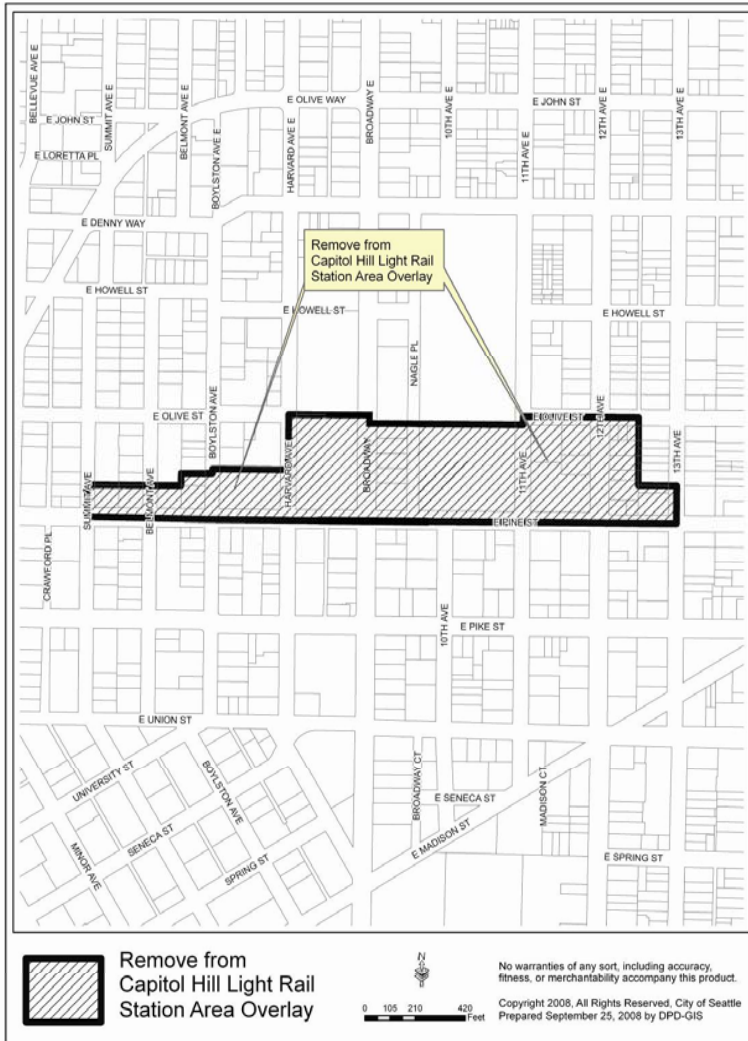 BELLEVUE AVE E
SUMMIT AVE E
BELMONT AVE E
BOYLSTON AVE E
HARVARD AVE E
BROADWAY E
10TH AVE E
11TH AVE E
12TH AVE E
13TH AVE E
E OLIVE WAY
E JOHN ST
E JOHN ST
E LORETTA PL
E DENNY WAY
Remove from
Capitol Hill Light Rail
Station Area Overlay
E HOWELL ST
E HOWELL ST
E HOWELL ST
NAGLE PL
E OLIVE ST
BOYLSTON AVE
E OLIVE ST
12TH AVE
SUMMIT AVE
BELMONT AVE
HARVARD AVE
BROADWAY
11TH AVE
13TH AVE
E PINE ST
CRAWFORD PL
10TH AVE
E PIKE ST
E UNION ST
UNIVERSITY ST
BOYLSTON AVE
BROADWAY CT
MADISON CT
E SENECA ST
SENECA ST
MINOR AVE
SPRING ST
E MADISON ST
E SPRING ST
Remove from
Capitol Hill Light Rail
Station Area Overlay
N
0 105 210 420
Feet
No warranties of any sort, including accuracy,
fitness, or merchantability accompany this product.
Copyright 2008, All Rights Reserved, City of Seattle
Prepared September 25, 2008 by DPD-GIS